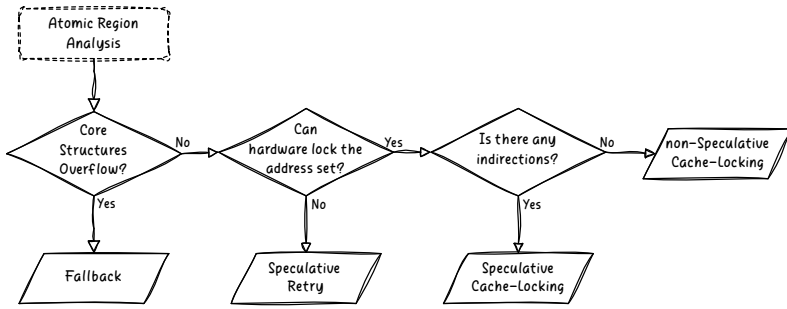 Atomic Region
Analysis
Core
Structures
Overflow?
No
Yes
Can
hardware lock the
address set?
Yes
No
Is there any
indirections?
No
Yes
non-Speculative
Cache-Locking
Fallback
Speculative
Retry
Speculative
Cache-Locking